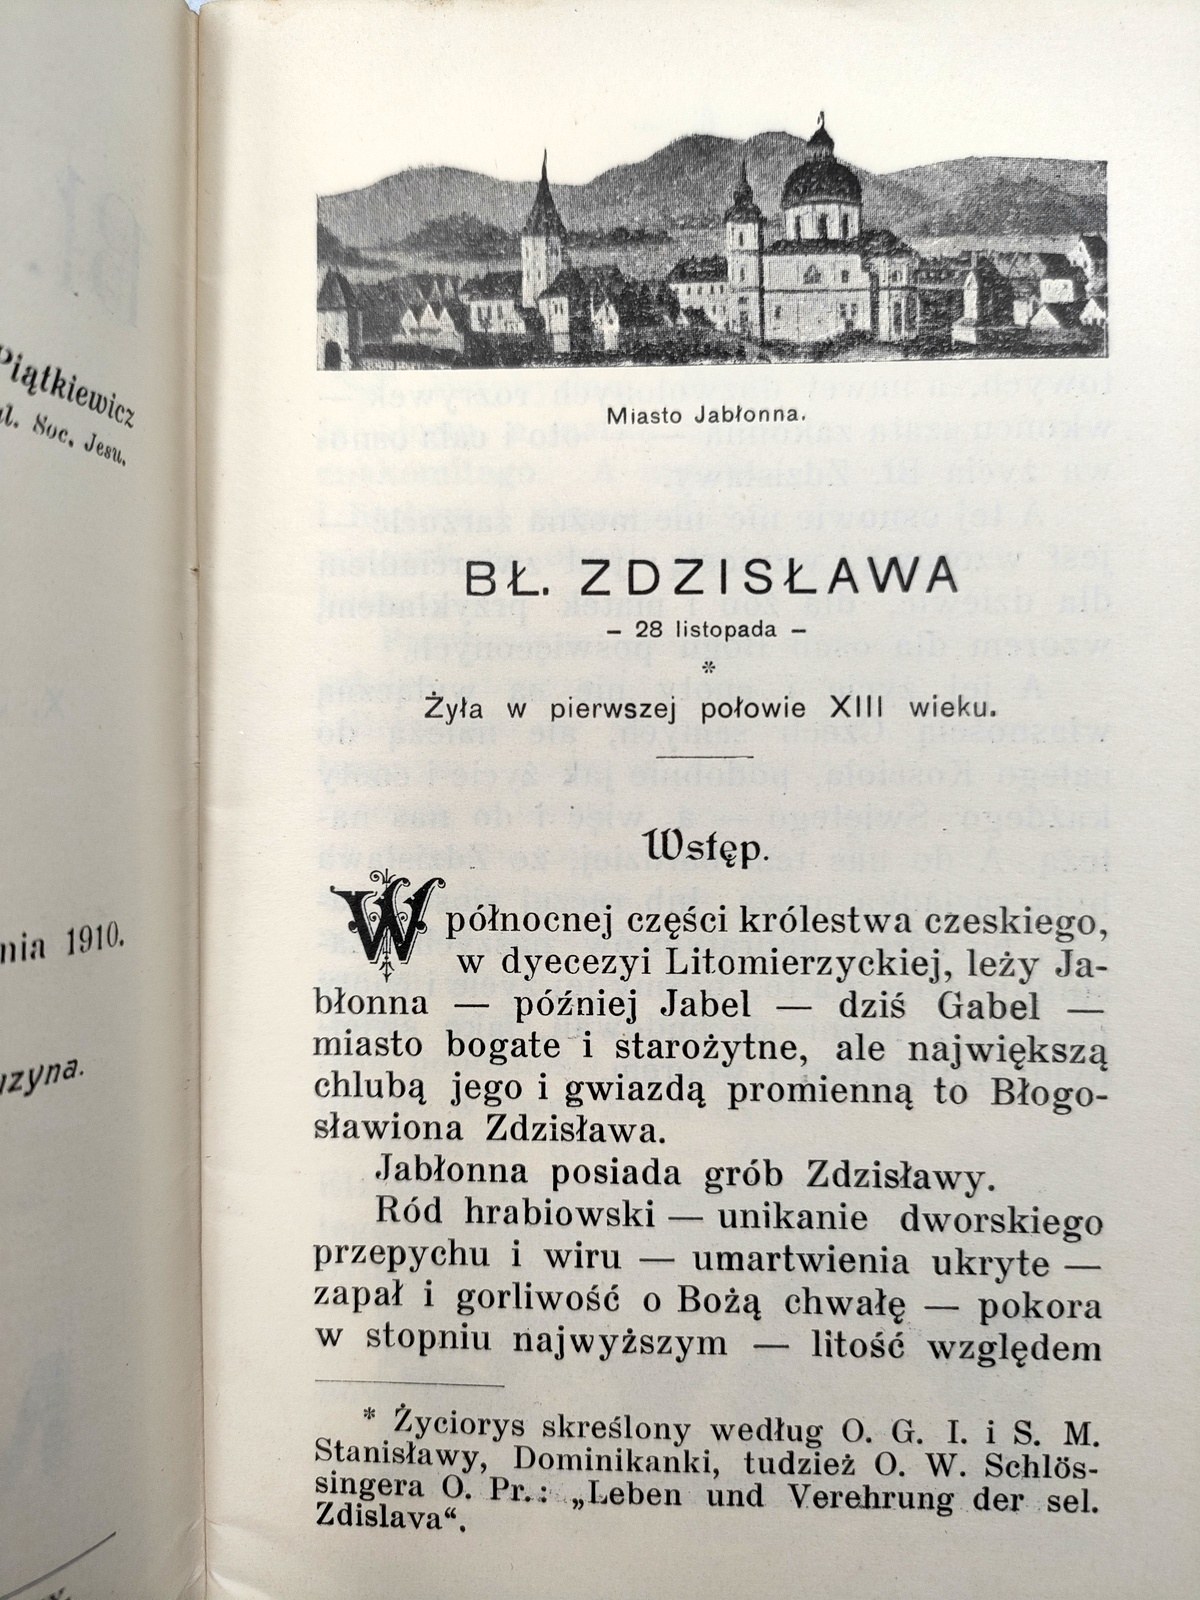 Piątkiewicz
Soc. Jesu.
1910.
Miasto Jabłonna.
BŁ. ZDZISŁAWA
– 28 listopada –
*
Żyła w pierwszej połowie XIII wieku.
Wstęp.
W północnej części królestwa czeskiego,
w dyecezyi Litomierzyckiej, leży Ja-
błonna — później Jabel — dziś Gabel —
miasto bogate i starożytne, ale największą
chlubą jego i gwiazdą promienną to Błogo-
sławiona Zdzisława.
Jabłonna posiada grób Zdzisławy.
Ród hrabiowski — unikanie dworskiego
przepychu i wiru — umartwienia ukryte —
zapał i gorliwość o Bożą chwałę — pokora
w stopniu najwyższym — litość względem
* Życiorys skreślony według O. G. I. i S. M.
Stanisławy, Dominikanki, tudzież O. W. Schlös-
singera O. Pr.: „Leben und Verehrung der sel.
Zdislava“.